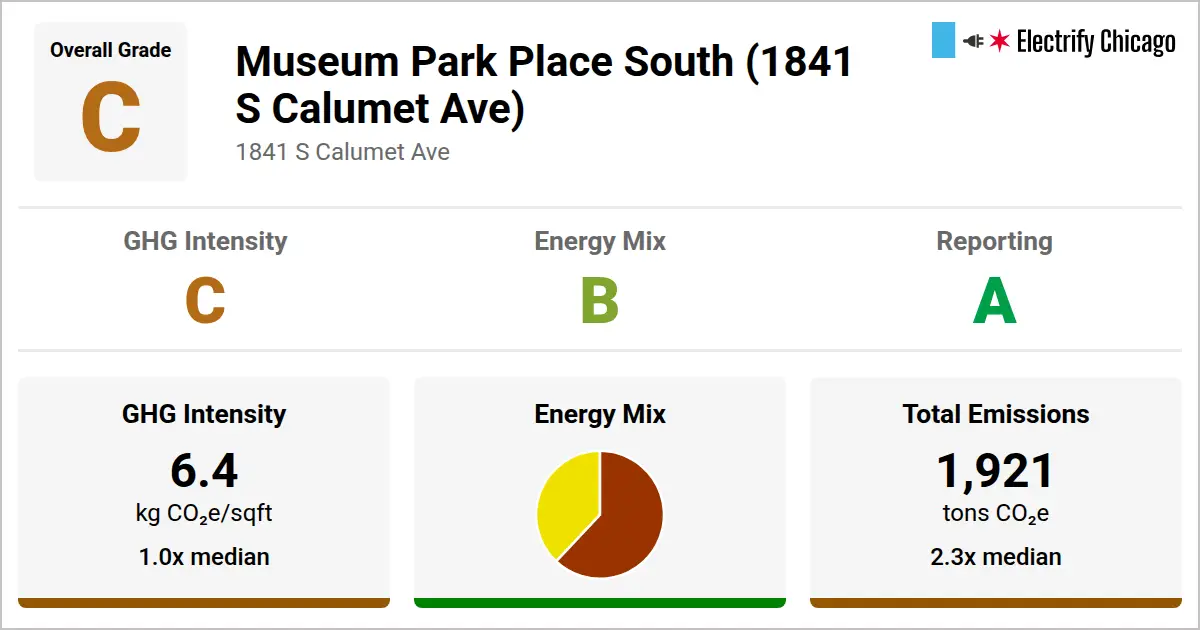 Overall Grade
C
Museum Park Place South (1841
S Calumet Ave)
1841 S Calumet Ave
Electrify Chicago
GHG Intensity
C
Energy Mix
B
Reporting
A
GHG Intensity
6.4
kg CO₂e/sqft
1.0x median
Energy Mix
Total Emissions
1,921
tons CO₂e
2.3x median